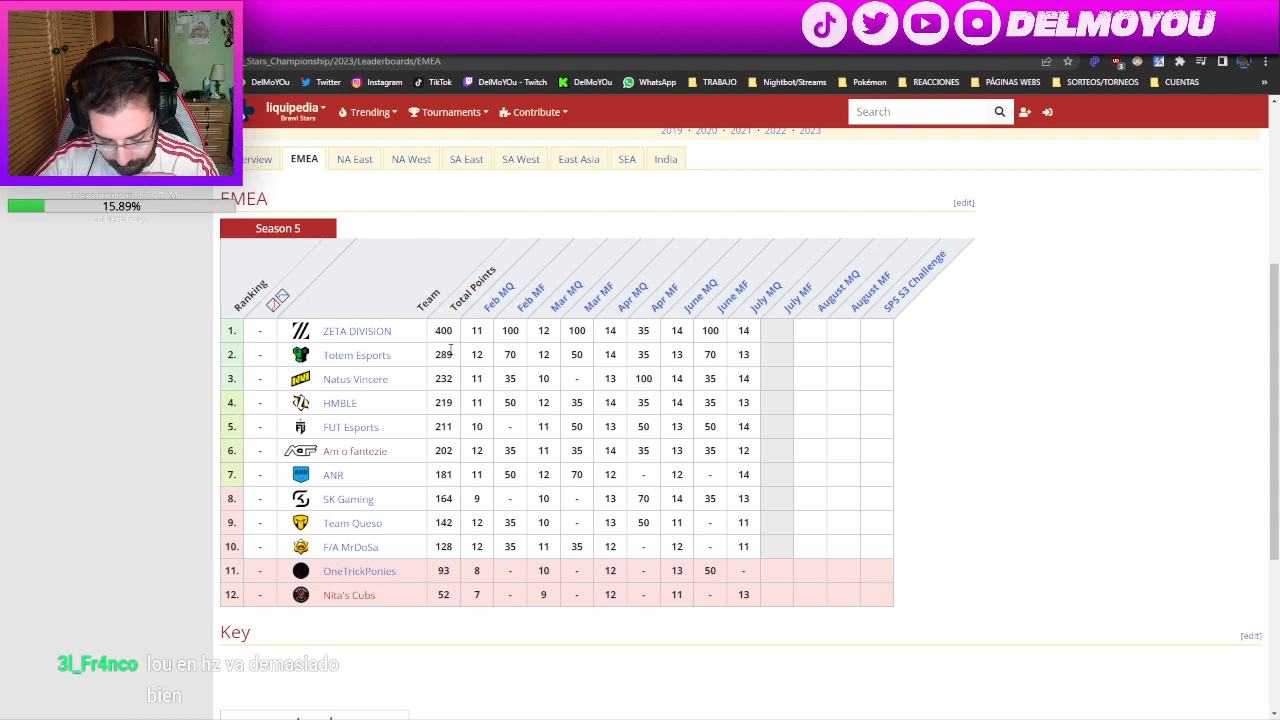 DELMOYOU
_Stars_Championship/2023/Leaderboards/EMEA
DelMoYOu Twitter Instagram TikTok DelMoYOu - Twitch DelMoYOu WhatsApp TRABAJO Nightbot/Streams Pokémon REACCIONES PÁGINAS WEB SORTEOS/TORNEOS CUENTAS
liquipedia
Brawl Stars
Trending Tournaments Contribute Search
2019 · 2020 · 2021 · 2022 · 2023
EMEA NA East NA West SA East SA West East Asia SEA India
15.89%
EMEA [edit]
Season 5
Ranking Team Total Points Feb MQ Feb MF Mar MQ Mar MF Apr MQ Apr MF June MQ June MF July MQ July MF August MQ August MF SPS S3 Challenge
1. - ZETA DIVISION 400 11 100 12 100 14 35 14 100 14
2. - Totem Esports 289 12 70 12 50 14 35 13 70 13
3. - Natus Vincere 232 11 35 10 - 13 100 14 35 14
4. - HMBLE 219 11 50 12 35 14 35 14 35 13
5. - FUT Esports 211 10 - 11 50 13 50 13 50 14
6. - Am o fantezie 202 12 35 11 35 14 35 13 35 12
7. - ANR 181 11 50 12 70 12 - 12 - 14
8. - SK Gaming 164 9 - 10 - 13 70 14 35 13
9. - Team Queso 142 12 35 10 - 13 50 11 - 11
10. - F/A MrDoSa 128 12 35 11 35 12 - 12 - 11
11. - OneTrickPonies 93 8 - 10 - 12 - 13 50 -
12. - Nita's Cubs 52 7 - 9 - 12 - 11 - 13
Key [edit]
3l_Fr4nco lou en hz va demasiado
bien